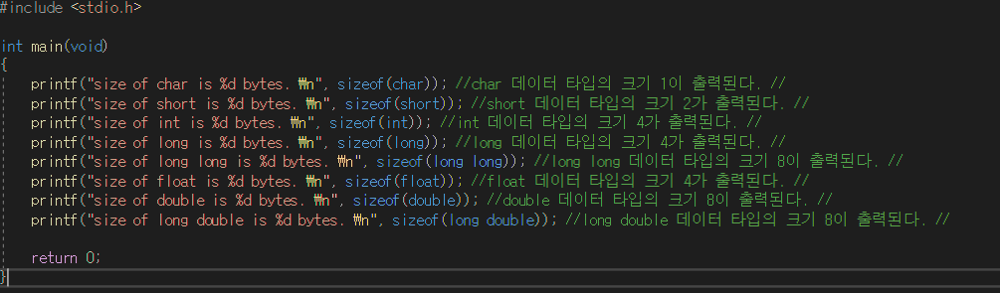 #include <stdio.h>
int main(void)
{
printf("size of char is %d bytes. ₩n", sizeof(char)); //char 데이터 타입의 크기 1이 출력된다. //
printf("size of short is %d bytes. ₩n", sizeof(short)); //short 데이터 타입의 크기 2가 출력된다. //
printf("size of int is %d bytes. ₩n", sizeof(int)); //int 데이터 타입의 크기 4가 출력된다. //
printf("size of long is %d bytes. ₩n", sizeof(long)); //long 데이터 타입의 크기 4가 출력된다. //
printf("size of long long is %d bytes. ₩n", sizeof(long long)); //long long 데이터 타입의 크기 8이 출력된다. //
printf("size of float is %d bytes. ₩n", sizeof(float)); //float 데이터 타입의 크기 4가 출력된다. //
printf("size of double is %d bytes. ₩n", sizeof(double)); //double 데이터 타입의 크기 8이 출력된다. //
printf("size of long double is %d bytes. ₩n", sizeof(long double)); //long double 데이터 타입의 크기 8이 출력된다. //
return 0;
}